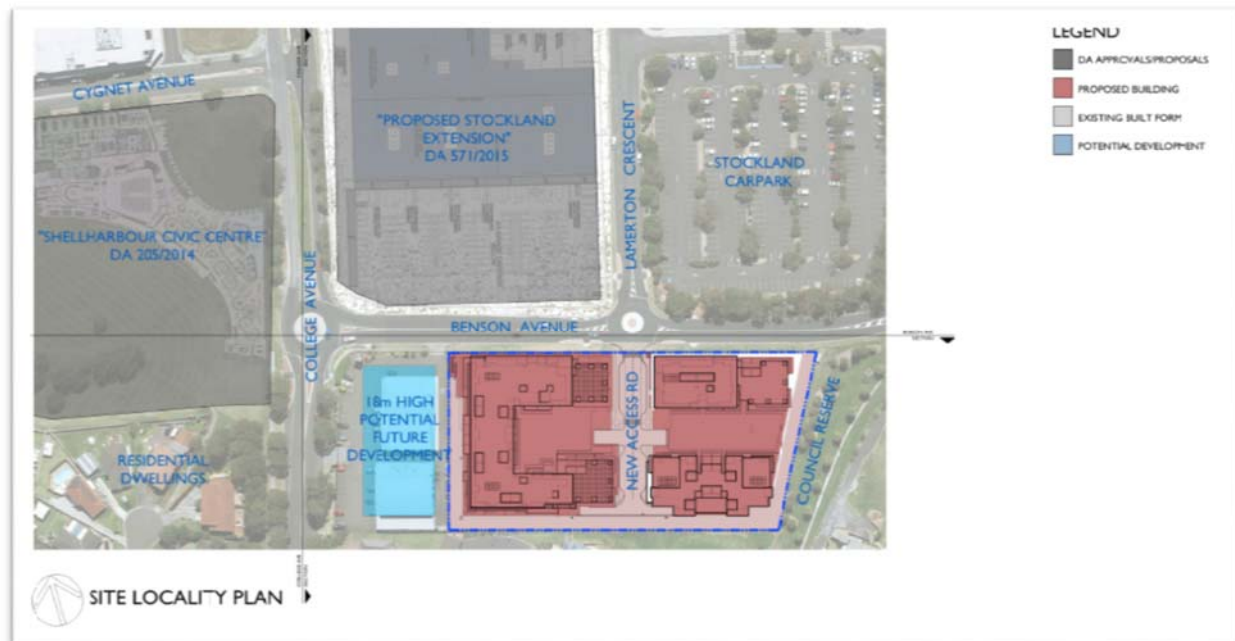 LEGEND
DA APPROVALS/PROPOSALS
PROPOSED BUILDING
EXISTING BUILT FORM
POTENTIAL DEVELOPMENT
CYGNET AVENUE
"PROPOSED STOCKLAND
EXTENSION"
DA 571/2015
LAMERTON CRESCENT
STOCKLAND
CARPARK
"SHELLHARBOUR CIVIC CENTRE"
DA 205/2014
COLLEGE AVENUE
BENSON AVENUE
18m HIGH
POTENTIAL
FUTURE
DEVELOPMENT
NEW ACCESS RD
COUNCIL RESERVE
RESIDENTIAL
DWELLINGS
SITE LOCALITY PLAN